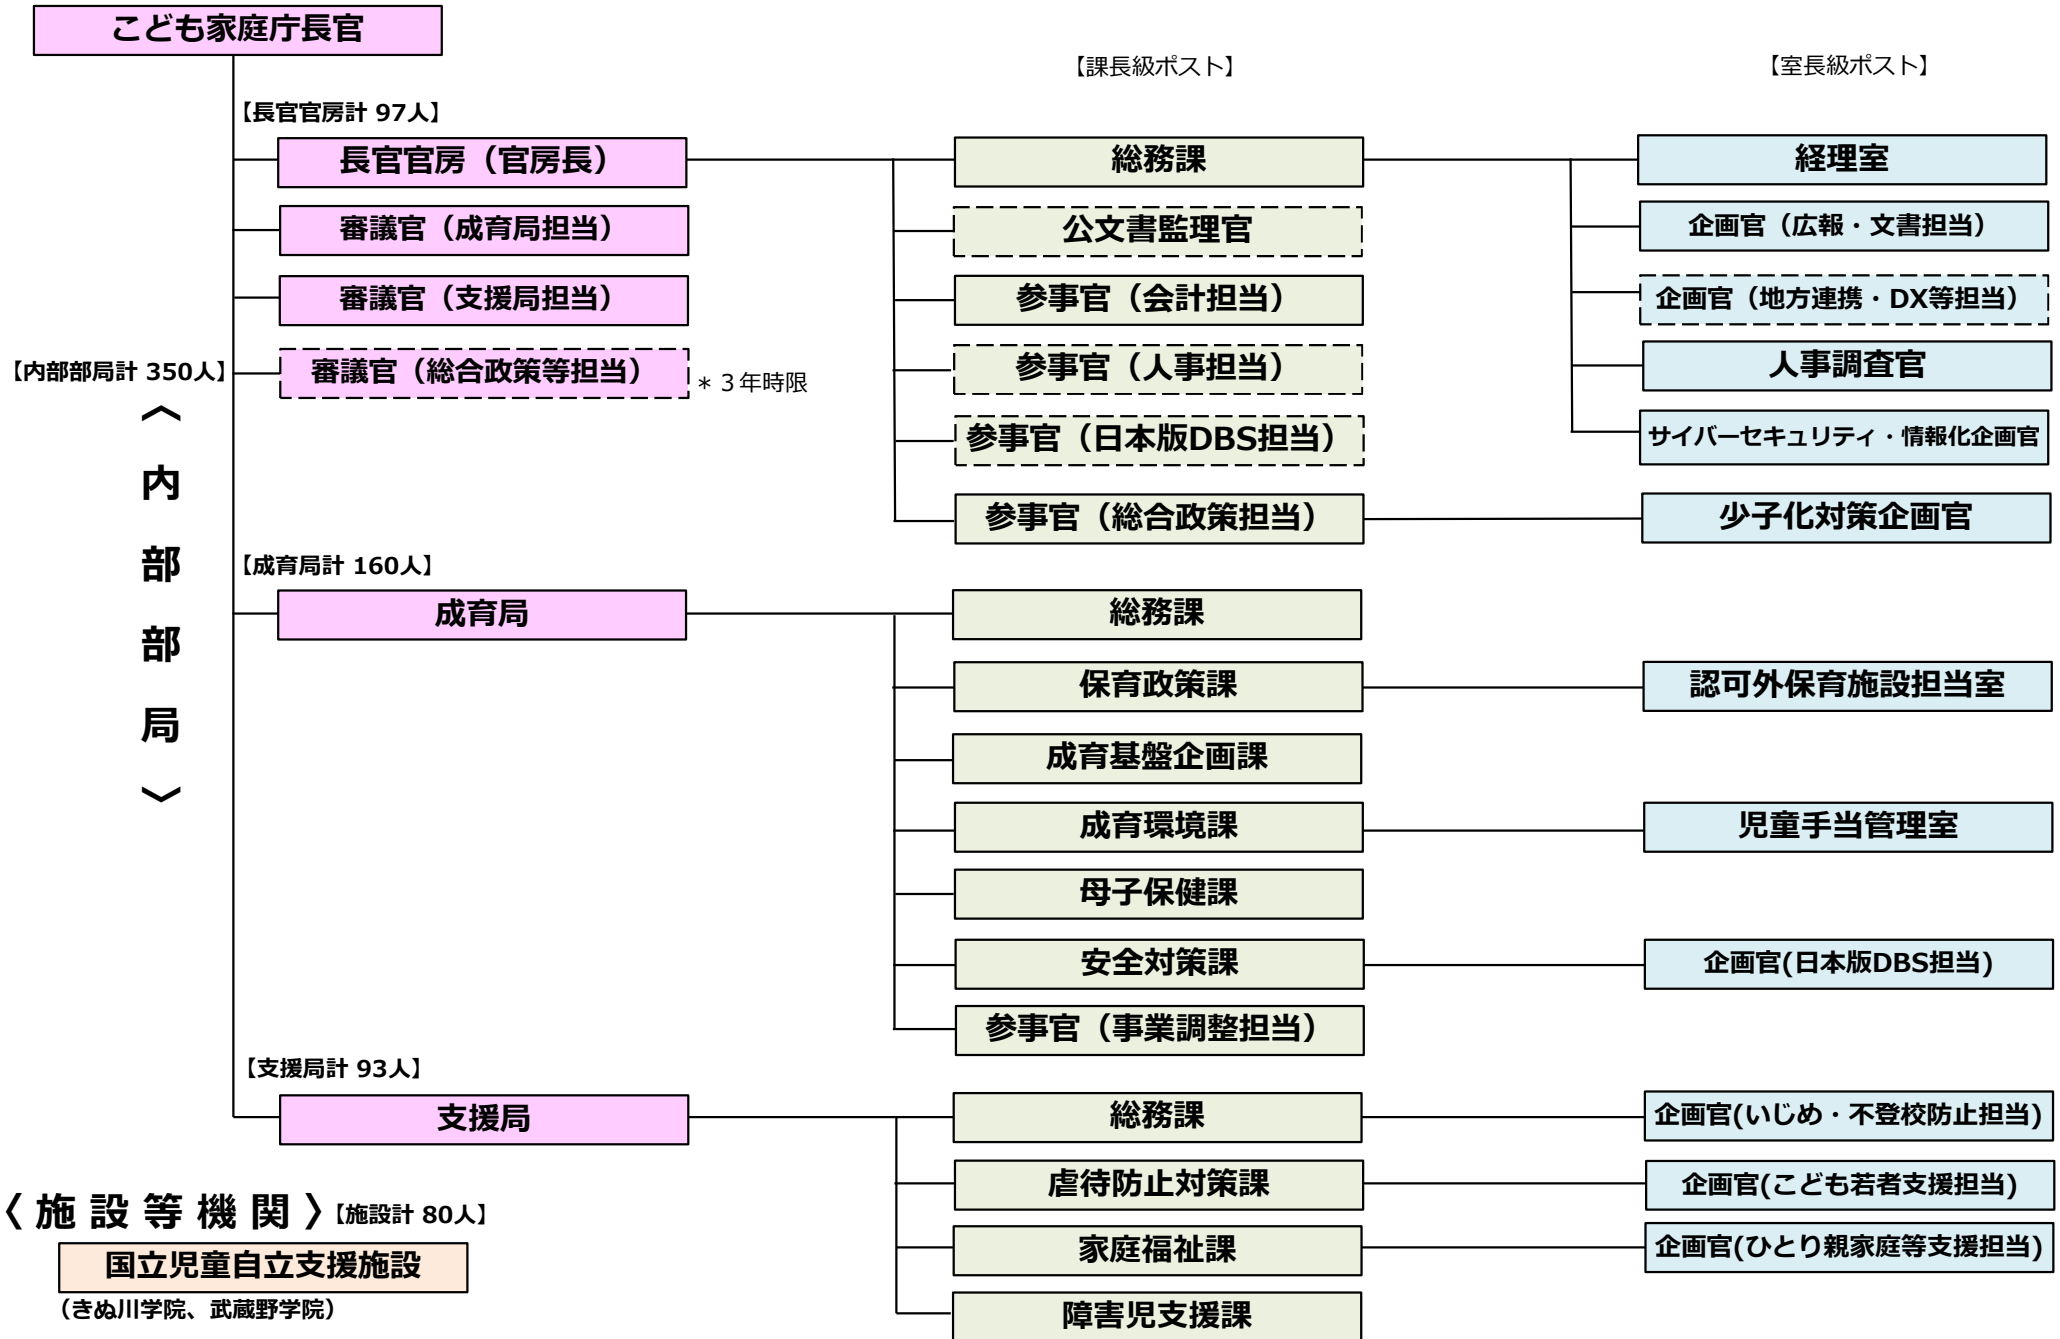 こども家庭庁長官
【課長級ポスト】
【室長級ポスト】
【長官官房計 97人】
長官官房（官房長）
総務課
経理室
審議官（成育局担当）
公文書監理官
企画官（広報・文書担当）
審議官（支援局担当）
参事官（会計担当）
企画官（地方連携・DX等担当）
【内部部局計 350人】
審議官（総合政策等担当）
＊３年時限
参事官（人事担当）
人事調査官
参事官（日本版DBS担当）
サイバーセキュリティ・情報化企画官
参事官（総合政策担当）
少子化対策企画官
〈内部部局〉
【成育局計 160人】
成育局
総務課
保育政策課
認可外保育施設担当室
成育基盤企画課
成育環境課
児童手当管理室
母子保健課
安全対策課
企画官(日本版DBS担当)
参事官（事業調整担当）
【支援局計 93人】
支援局
総務課
企画官(いじめ・不登校防止担当)
虐待防止対策課
企画官(こども若者支援担当)
〈施設等機関〉【施設計 80人】
家庭福祉課
企画官(ひとり親家庭等支援担当)
国立児童自立支援施設
（きぬ川学院、武蔵野学院）
障害児支援課